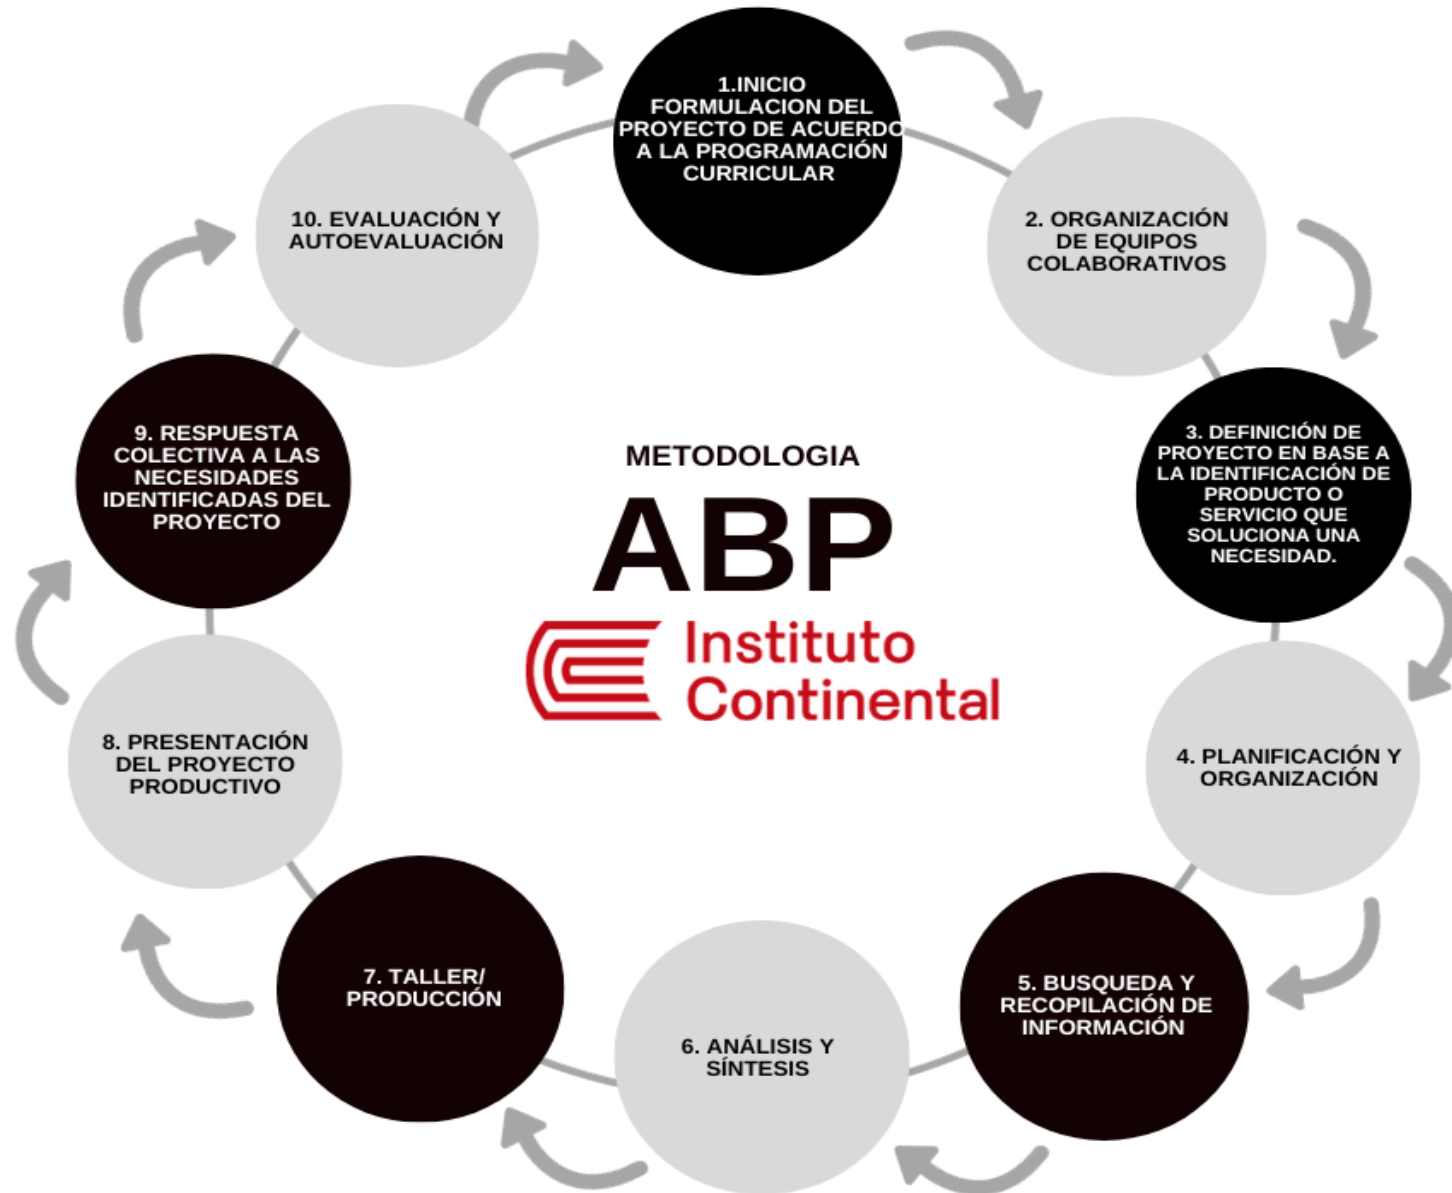 1.INICIO
FORMULACION DEL
PROYECTO DE ACUERDO
A LA PROGRAMACIÓN
CURRICULAR
2. ORGANIZACIÓN
DE EQUIPOS
COLABORATIVOS
3. DEFINICIÓN DE
PROYECTO EN BASE A
LA IDENTIFICACIÓN DE
PRODUCTO O
SERVICIO QUE
SOLUCIONA UNA
NECESIDAD.
4. PLANIFICACIÓN Y
ORGANIZACIÓN
5. BUSQUEDA Y
RECOPILACIÓN DE
INFORMACIÓN
6. ANÁLISIS Y
SÍNTESIS
7. TALLER/
PRODUCCIÓN
8. PRESENTACIÓN
DEL PROYECTO
PRODUCTIVO
9. RESPUESTA
COLECTIVA A LAS
NECESIDADES
IDENTIFICADAS DEL
PROYECTO
10. EVALUACIÓN Y
AUTOEVALUACIÓN
METODOLOGIA
ABP
Instituto
Continental